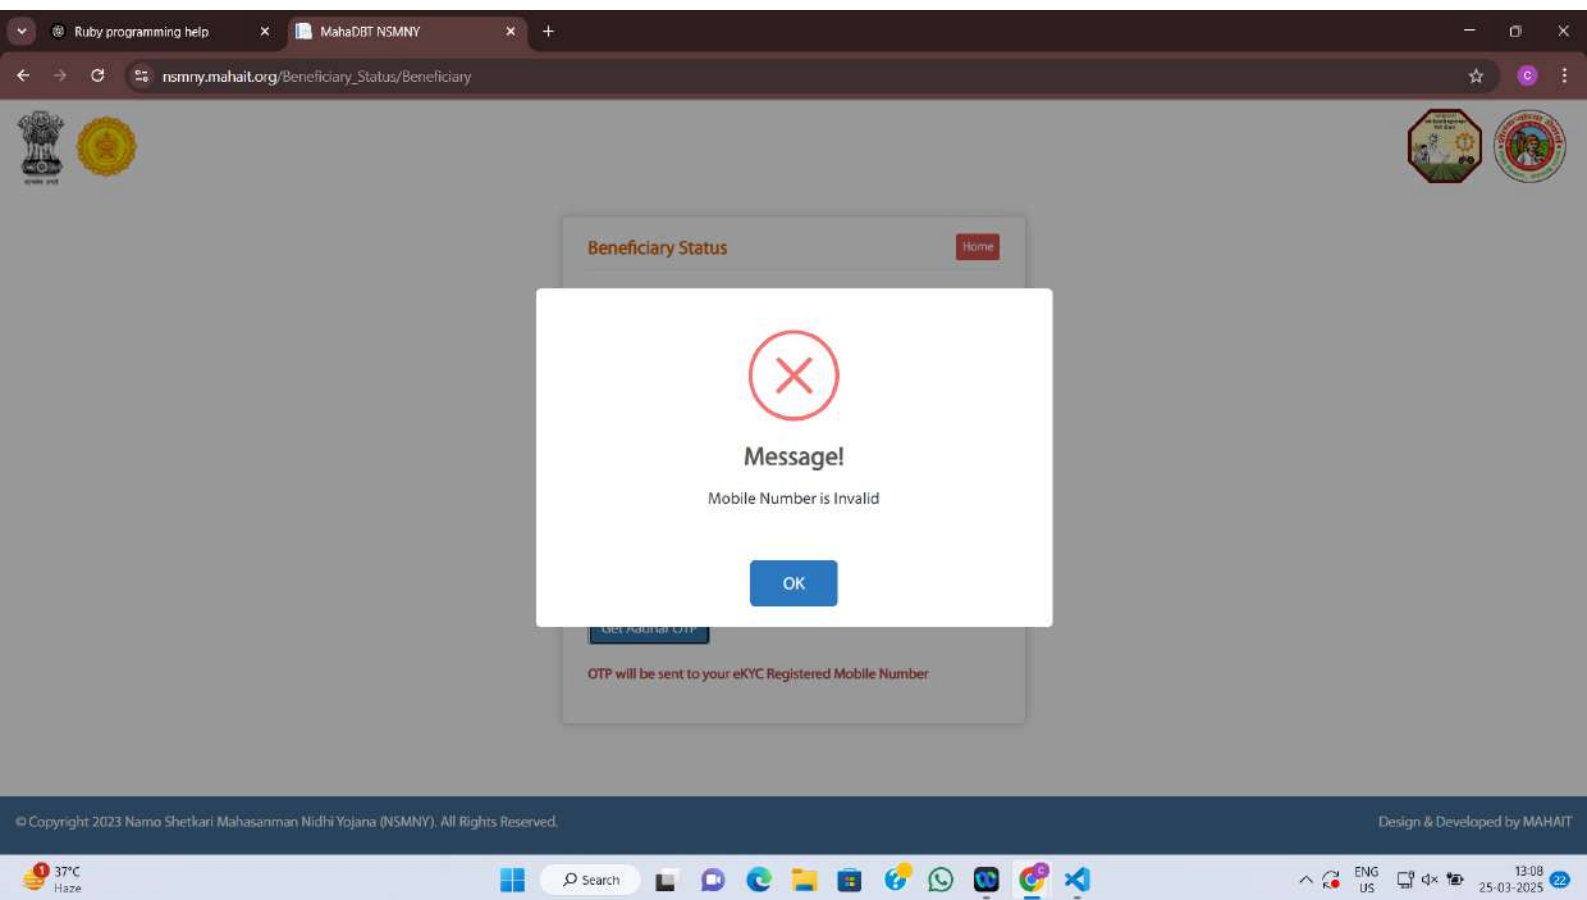 Ruby programming help
MahaDBT NSMNY
nsmny.mahait.org/Beneficiary_Status/Beneficiary
C
Beneficiary Status
Home
Message!
Mobile Number is Invalid
OK
OTP will be sent to your eKYC Registered Mobile Number
© Copyright 2023 Namo Shetkari Mahasanman Nidhi Yojana (NSMNY). All Rights Reserved.
Design & Developed by MAHAIT
1
37°C
Haze
Search
ENG
US
13:08
25-03-2025
22